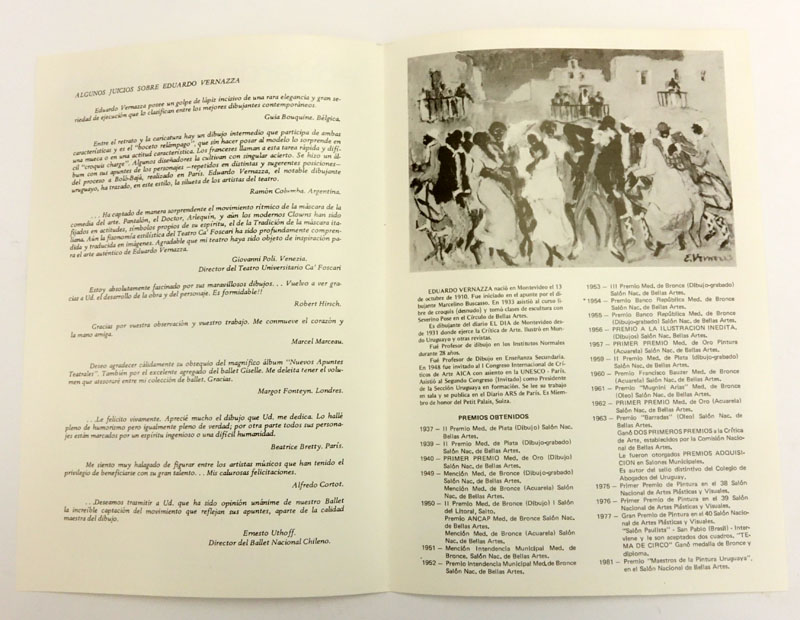 ALGUNOS JUICIOS SOBRE EDUARDO VERNAZZA
Eduardo Vernazza posee un golpe de lápiz incisivo de una rara elegancia y gran se-
riedad de ejecución que lo clasifican entre los mejores dibujantes contemporáneos.
Guía Bouquine. Bélgica.
Entre el retrato y la caricatura hay un dibujo intermedio que participa de ambas
características y es el "boceto relámpago", que sin hacer posar al modelo lo sorprende en
una mueca o en una actitud característica. Los franceses llaman a esta tarea rápida y difí-
cil "croquis charge". Algunos diseñadores la cultivan con singular acierto. Se hizo un ál-
bum con sus apuntes de los personajes —repetidos en distintas y sugerentes posiciones—
del proceso a Boló-Bajá, realizado en París. Eduardo Vernazza, el notable dibujante
uruguayo, ha trazado, en este estilo, la silueta de los artistas del teatro.
Ramón Columba. Argentina.
. . . Ha captado de manera sorprendente el movimiento rítmico de la máscara de la
comedia del arte. Pantalón, el Doctor, Arlequín, y aún los modernos Clowns han sido
fijados en actitudes, símbolos propios de su espíritu, el de la Tradición de la máscara ita-
liana. Aún la fisonomía estilística del Teatro Ca' Foscari ha sido profundamente compren-
dida y traducida en imágenes. Agradable que mi teatro haya sido objeto de inspiración pa-
ra el arte auténtico de Eduardo Vernazza.
Giovanni Poli. Venezia.
Director del Teatro Universitario Ca' Foscari
Estoy absolutamente fascinado por sus maravillosos dibujos. . . Vuelvo a ver gra-
cias a Ud. el desarrollo de la obra y del personaje. Es formidable!!
Robert Hirsch.
Gracias por vuestra observación y vuestro trabajo. Me conmueve el corazón y
la mano amiga.
Marcel Marceau.
Deseo agradecer cálidamente su obsequio del magnífico álbum "Nuevos Apuntes
Teatrales". También por el excelente agregado del ballet Giselle. Me deleita tener el volu-
men que atesoraré entre mi colección de ballet. Gracias.
Margot Fonteyn. Londres.
. . .Le felicito vivamente. Aprecié mucho el dibujo que Ud. me dedica. Lo hallé
pleno de humorismo pero igualmente pleno de verdad; por otra parte todos sus persona-
jes están marcados por un espíritu ingenioso o una difícil humanidad.
Beatrice Bretty. París.
Me siento muy halagado de figurar entre los artistas músicos que han tenido el
privilegio de beneficiarse con su gran talento. . . Mis calurosas felicitaciones.
Alfredo Cortot.
. . .Deseamos trasmitir a Ud. que ha sido opinión unánime de nuestro Ballet
la increíble captación del movimiento que reflejan sus apuntes, aparte de la calidad
maestra del dibujo.
Ernesto Uthoff.
Director del Ballet Nacional Chileno.
E. Vernazza
EDUARDO VERNAZZA nació en Montevideo el 13
de octubre de 1910. Fue iniciado en el apunte por el di-
bujante Marcelino Buscasso. En 1933 asistió al curso li-
bre de croquis (desnudo) y tomó clases de escultura con
Severino Pose en el Círculo de Bellas Artes.
Es dibujante del diario EL DIA de Montevideo des-
de 1931 donde ejerce la Crítica de Arte. Ilustró en Mun-
do Uruguayo y otras revistas.
Fué Profesor de dibujo en los Institutos Normales
durante 28 años.
Fué Profesor de Dibujo en Enseñanza Secundaria.
En 1948 fue invitado al I Congreso Internacional de Crí-
ticos de Arte AICA con asiento en la UNESCO - París.
Asistió al Segundo Congreso (Invitado) como Presidente
de la Sección Uruguaya en formación. Se lee su trabajo
en sala y se publica en el Diario ARS de París. Es Miem-
bro de honor del Petit Palais, Suiza.
PREMIOS OBTENIDOS
1937 — II Premio Med. de Plata (Dibujo) Salón Nac.
Bellas Artes.
1939 — II Premio Med. de Plata (Dibujo-grabado)
Salón Nac. de Bellas Artes.
1940 — PRIMER PREMIO Med. de Oro (Dibujo)
Salón Nac. de Bellas Artes.
1949 — Mención Med. de Bronce (Dibujo-grabado)
Salón Nac. de Bellas Artes.
Mención Med. de Bronce (Acuarela) Salón
Nac. de Bellas Artes.
1950 — II Premio Med. de Bronce (Dibujo) I Salón
del Litoral, Salto.
Premio ANCAP Med. de Bronce Salón Nac.
de Bellas Artes.
Mención Med. de Bronce (Acuarela) Salón
Nac. de Bellas Artes.
1951 — Mención Intendencia Municipal Med. de
Bronce. Salón Nac. de Bellas Artes.
1952 — Premio Intendencia Municipal Med. de Bronce
Salón Nac. de Bellas Artes.
1953 — III Premio Med. de Bronce (Dibujo-grabado)
Salón Nac. de Bellas Artes.
1954 — Premio Banco República Med. de Bronce
Salón Nac. de Bellas Artes.
1955 — Premio Banco República Med. de Bronce
(Dibujo-grabado) Salón Nac. de Bellas Artes.
1956 — PREMIO A LA ILUSTRACION INEDITA.
(Dibujos) Salón Nac. de Bellas Artes.
1957 — PRIMER PREMIO Med. de Oro Pintura
(Acuarela) Salón Nac. de Bellas Artes.
1959 — II Premio Med. de Plata (dibujo-grabado)
Salón Nac. de Bellas Artes.
1960 — Premio Francisco Bauzer Med. de Bronce
(Acuarela) Salón Nac. de Bellas Artes.
1961 — Premio "Mugnini Arias" Med. de Bronce
(Oleo) Salón Nac. de Bellas Artes.
1962 — PRIMER PREMIO Med. de Oro (Acuarela)
Salón Nac. de Bellas Artes.
1963 — Premio "Barradas" (Oleo) Salón Nac. de
Bellas Artes.
Ganó DOS PRIMEROS PREMIOS a la Crítica
de Arte, establecidos por la Comisión Nacio-
nal de Bellas Artes.
Le fueron otorgados PREMIOS ADQUISI-
CION en Salones Municipales.
Es autor del sello distintivo del Colegio de
Abogados del Uruguay.
1975 — Primer Premio de Pintura en el 38 Salón
Nacional de Artes Plásticas y Visuales.
1976 — Primer Premio de Pintura en el 39 Salón
Nacional de Artes Plásticas y Visuales.
1977 — Gran Premio de Pintura en el 40 Salón Nacio-
nal de Artes Plásticas y Visuales.
"Salón Paulista" - San Pablo (Brasil) - Inter-
viene y le son aceptados dos cuadros. "TE-
MA DE CIRCO" Ganó medalla de Bronce y
diploma.
1981 — Premio "Maestros de la Pintura Uruguaya",
en el Salón Nacional de Bellas Artes.